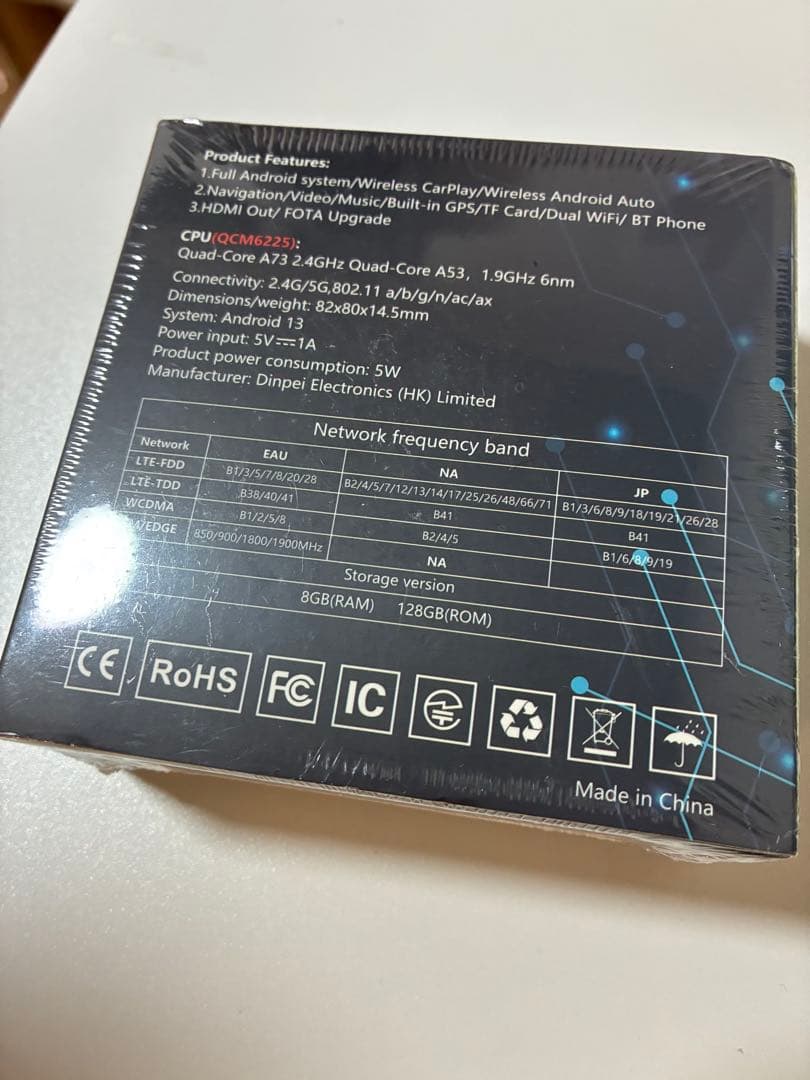 Product Features:
1.Full Android system/Wireless CarPlay/Wireless Android Auto
2.Navigation/Video/Music/Built-in GPS/TF Card/Dual WiFi/ BT Phone
3.HDMI Out/ FOTA Upgrade
CPU(QCM6225):
Quad-Core A73 2.4GHz Quad-Core A53, 1.9GHz 6nm
Connectivity: 2.4G/5G,802.11 a/b/g/n/ac/ax
Dimensions/weight: 82x80x14.5mm
System: Android 13
Power input: 5V⎓1A
Product power consumption: 5W
Manufacturer: Dinpei Electronics (HK) Limited
Network frequency band
Network EAU NA JP
LTE-FDD B1/3/5/7/8/20/28 B2/4/5/7/12/13/14/17/25/26/48/66/71 B1/3/6/8/9/18/19/21/26/28
LTE-TDD B38/40/41 B41 B41
WCDMA B1/2/5/8 B2/4/5 B1/6/8/9/19
/EDGE 850/900/1800/1900MHz NA
Storage version
8GB(RAM) 128GB(ROM)
CE RoHS FC IC
Made in China